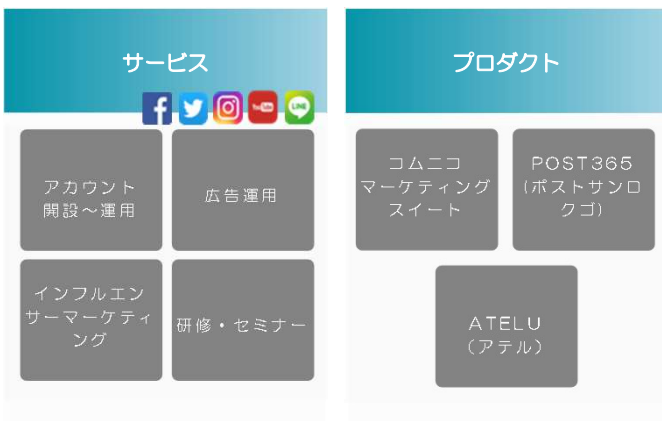 サービス
アカウント
開設～運用
広告運用
インフルエン
サーマーケティ
ング
研修・セミナー
プロダクト
コムニコ
マーケティング
スイート
POST365
(ポストサンロ
クゴ)
ATELU
(アテル)
f
You Tube
LINE